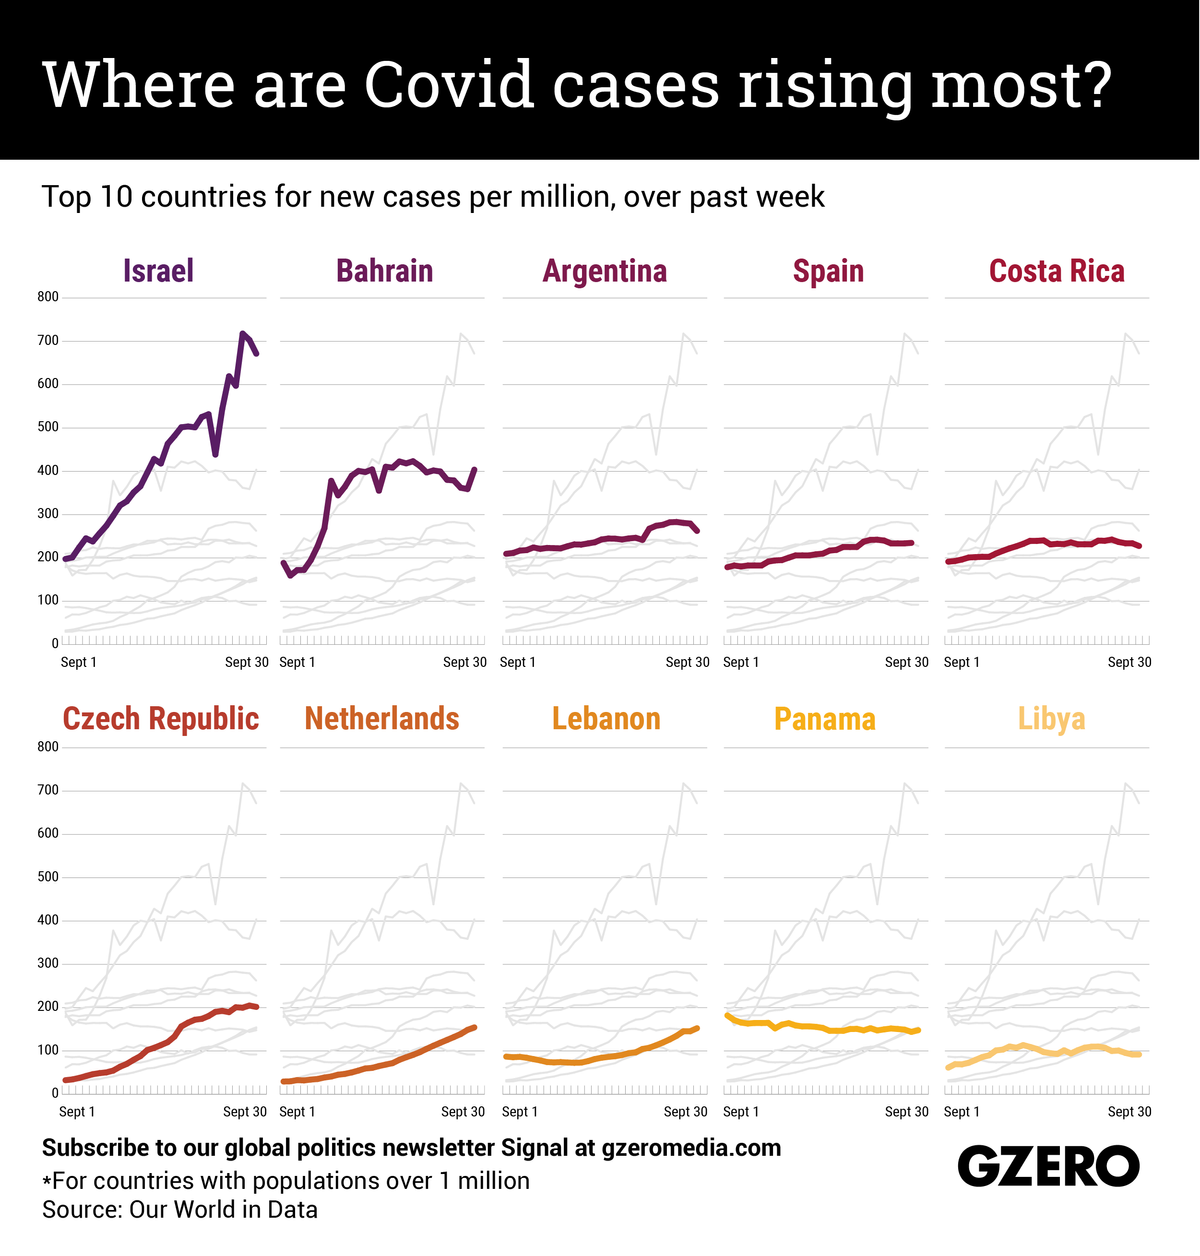 Where are Covid cases rising most?
Top 10 countries for new cases per million, over past week
Israel Bahrain Argentina Spain Costa Rica
800
700
600
500
400
300
200
100
0
Sept 1 Sept 30 Sept 1 Sept 30 Sept 1 Sept 30 Sept 1 Sept 30 Sept 1 Sept 30
Czech Republic Netherlands Lebanon Panama Libya
800
700
600
500
400
300
200
100
0
Sept 1 Sept 30 Sept 1 Sept 30 Sept 1 Sept 30 Sept 1 Sept 30 Sept 1 Sept 30
Subscribe to our global politics newsletter Signal at gzeromedia.com
*For countries with populations over 1 million
Source: Our World in Data
GZERO